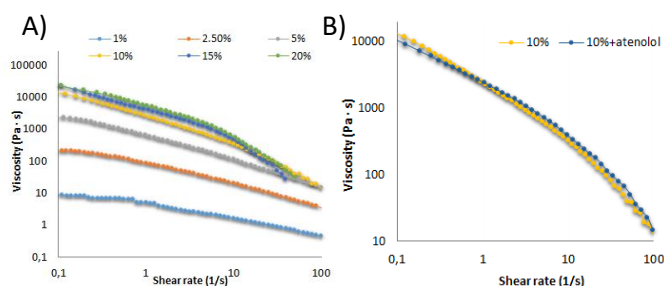 A)
1% 2.50% 5%
10% 15% 20%
100000
10000
1000
100
10
1
0,1
Viscosity (Pa · s)
0,1 1 10 100
Shear rate (1/s)
B)
10% 10%+atenolol
10000
1000
100
10
Viscosity (Pa · s)
0,1 1 10 100
Shear rate (1/s)